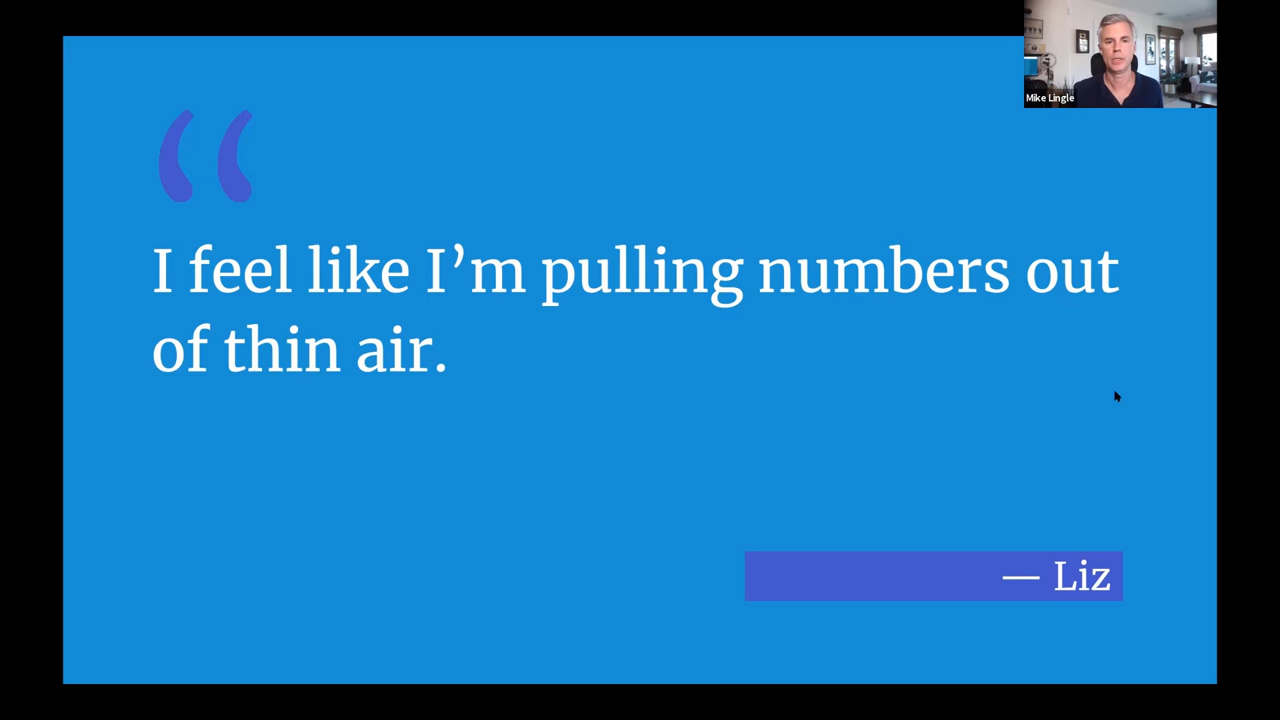 Mike Lingle
“
I feel like I’m pulling numbers out
of thin air.
— Liz